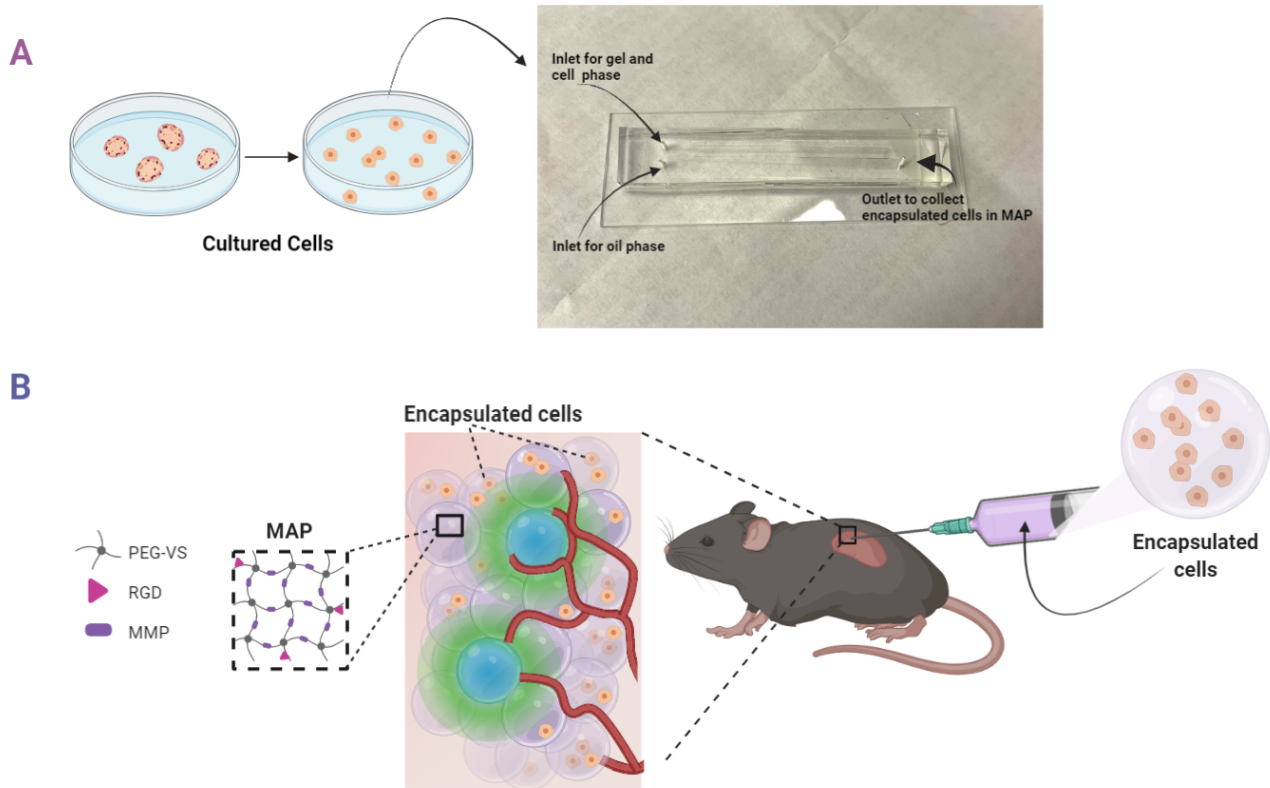 A
Inlet for gel and
cell phase
Inlet for oil phase
Outlet to collect
encapsulated cells in MAP
Cultured Cells
B
Encapsulated cells
MAP
PEG-VS
RGD
MMP
Encapsulated
cells